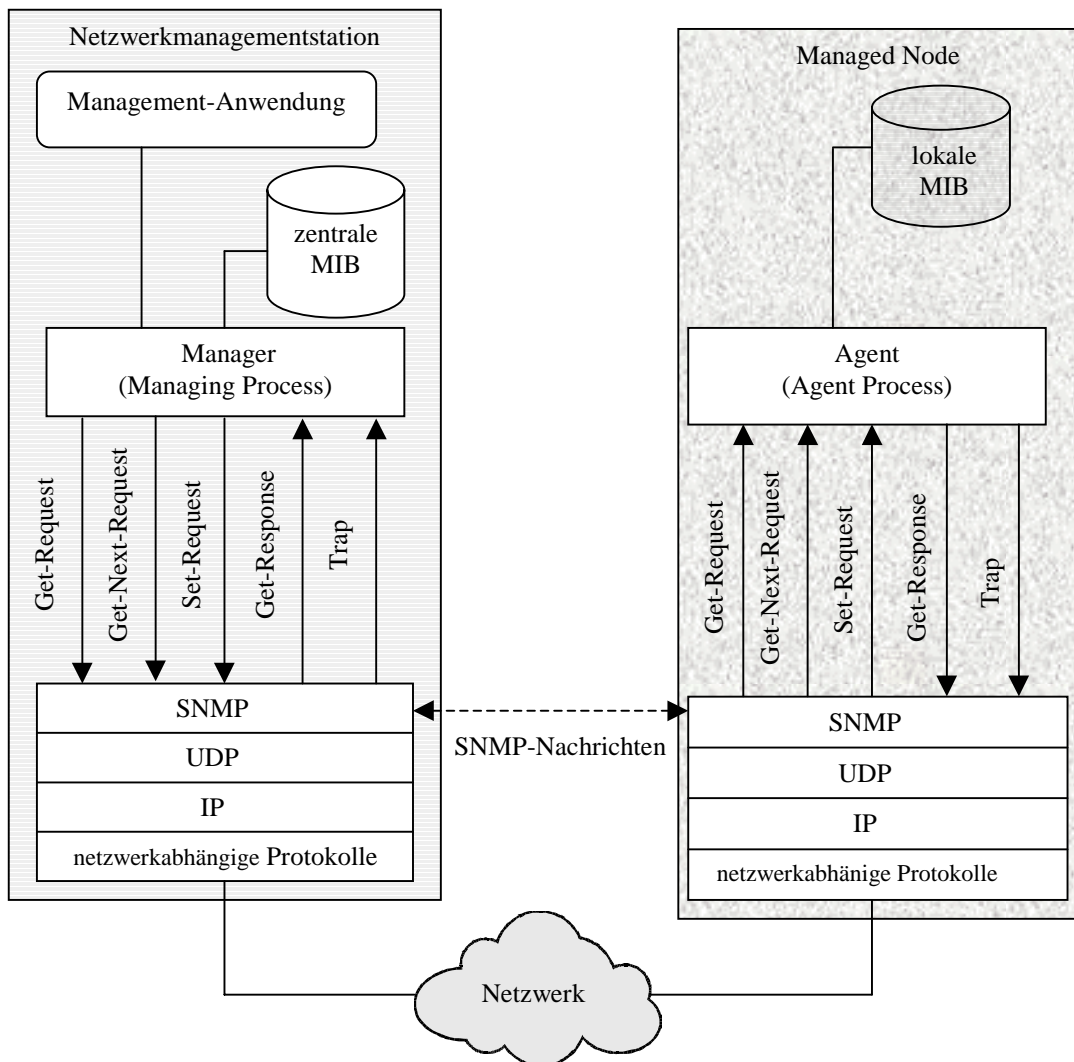 Netzwerkmanagementstation
Management-Anwendung
zentrale
MIB
Manager
(Managing Process)
Get-Request
Get-Next-Request
Set-Request
Get-Response
Trap
SNMP
UDP
IP
netzwerkabhängige Protokolle
SNMP-Nachrichten
Managed Node
lokale
MIB
Agent
(Agent Process)
Get-Request
Get-Next-Request
Set-Request
Get-Response
Trap
SNMP
UDP
IP
netzwerkabhänige Protokolle
Netzwerk